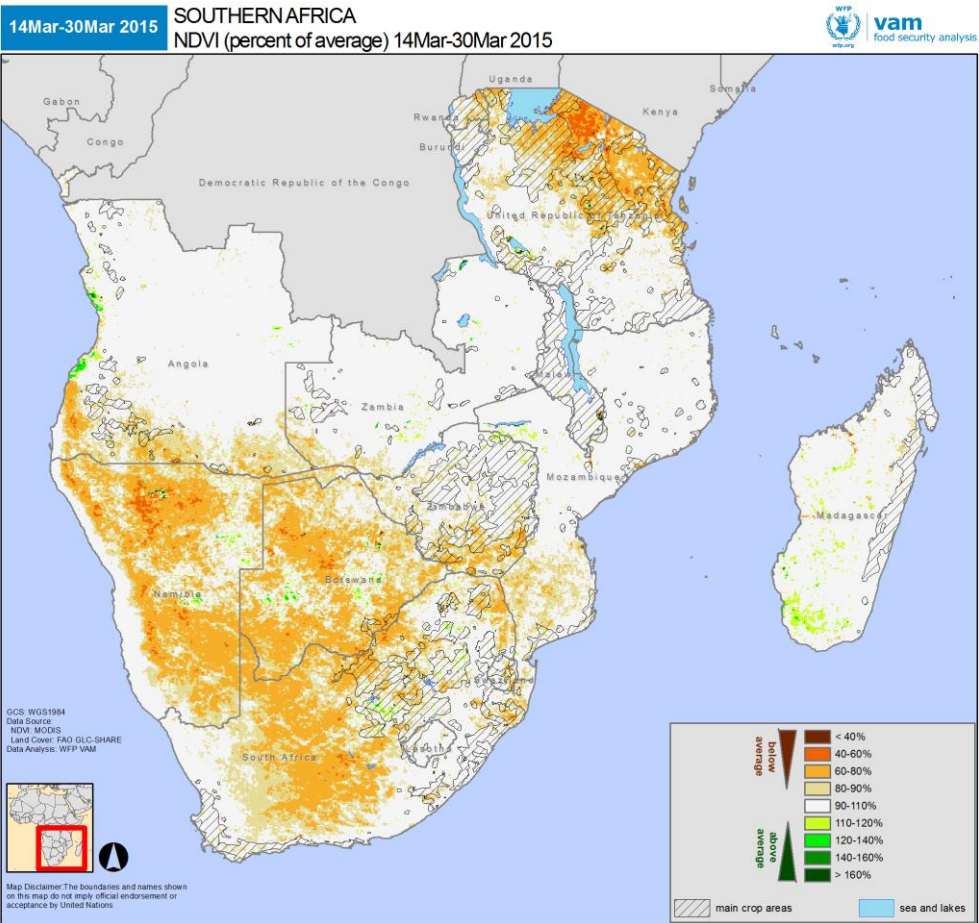 14Mar-30Mar 2015
SOUTHERN AFRICA
NDVI (percent of average) 14Mar-30Mar 2015
WFP
wfp.org
vam
food security analysis
Gabon
Congo
Democratic Republic of the Congo
Uganda
Rwanda
Burundi
Kenya
Somalia
United Republic of Tanzania
Angola
Zambia
Malawi
Mozambique
Zimbabwe
Madagascar
Namibia
Botswana
Swaziland
Lesotho
South Africa
GCS: WGS1984
Data Source:
NDVI: MODIS
Land Cover: FAO GLC-SHARE
Data Analysis: WFP VAM
Map Disclaimer:The boundaries and names shown
on this map do not imply official endorsement or
acceptance by United Nations
below
average
above
average
< 40%
40-60%
60-80%
80-90%
90-110%
110-120%
120-140%
140-160%
> 160%
main crop areas
sea and lakes